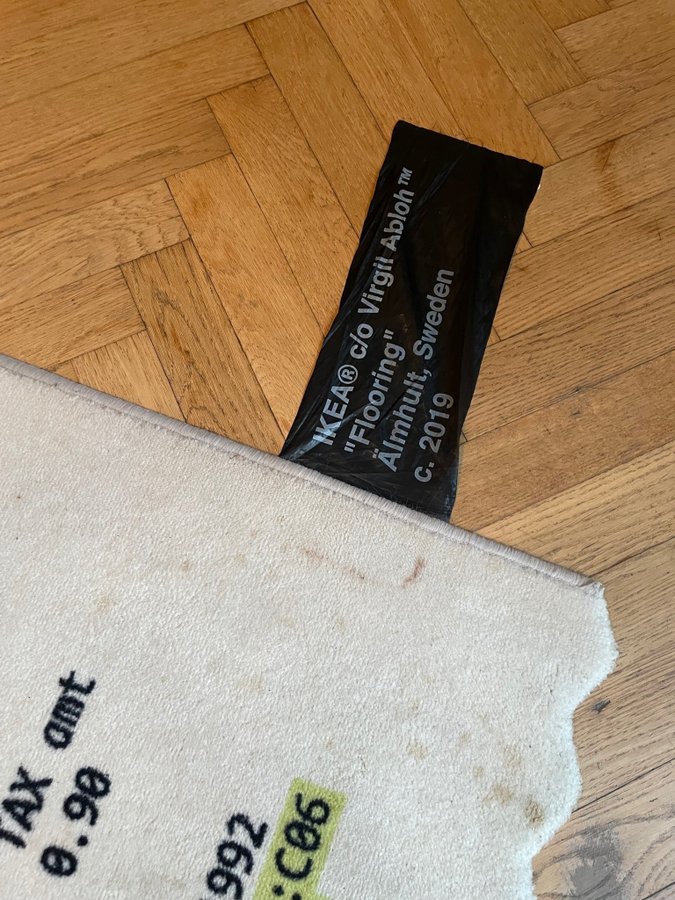 IKEA® c/o Virgil Abloh™
"Flooring"
Älmhult, Sweden
c. 2019
TAX amt
0.90
992
:C06